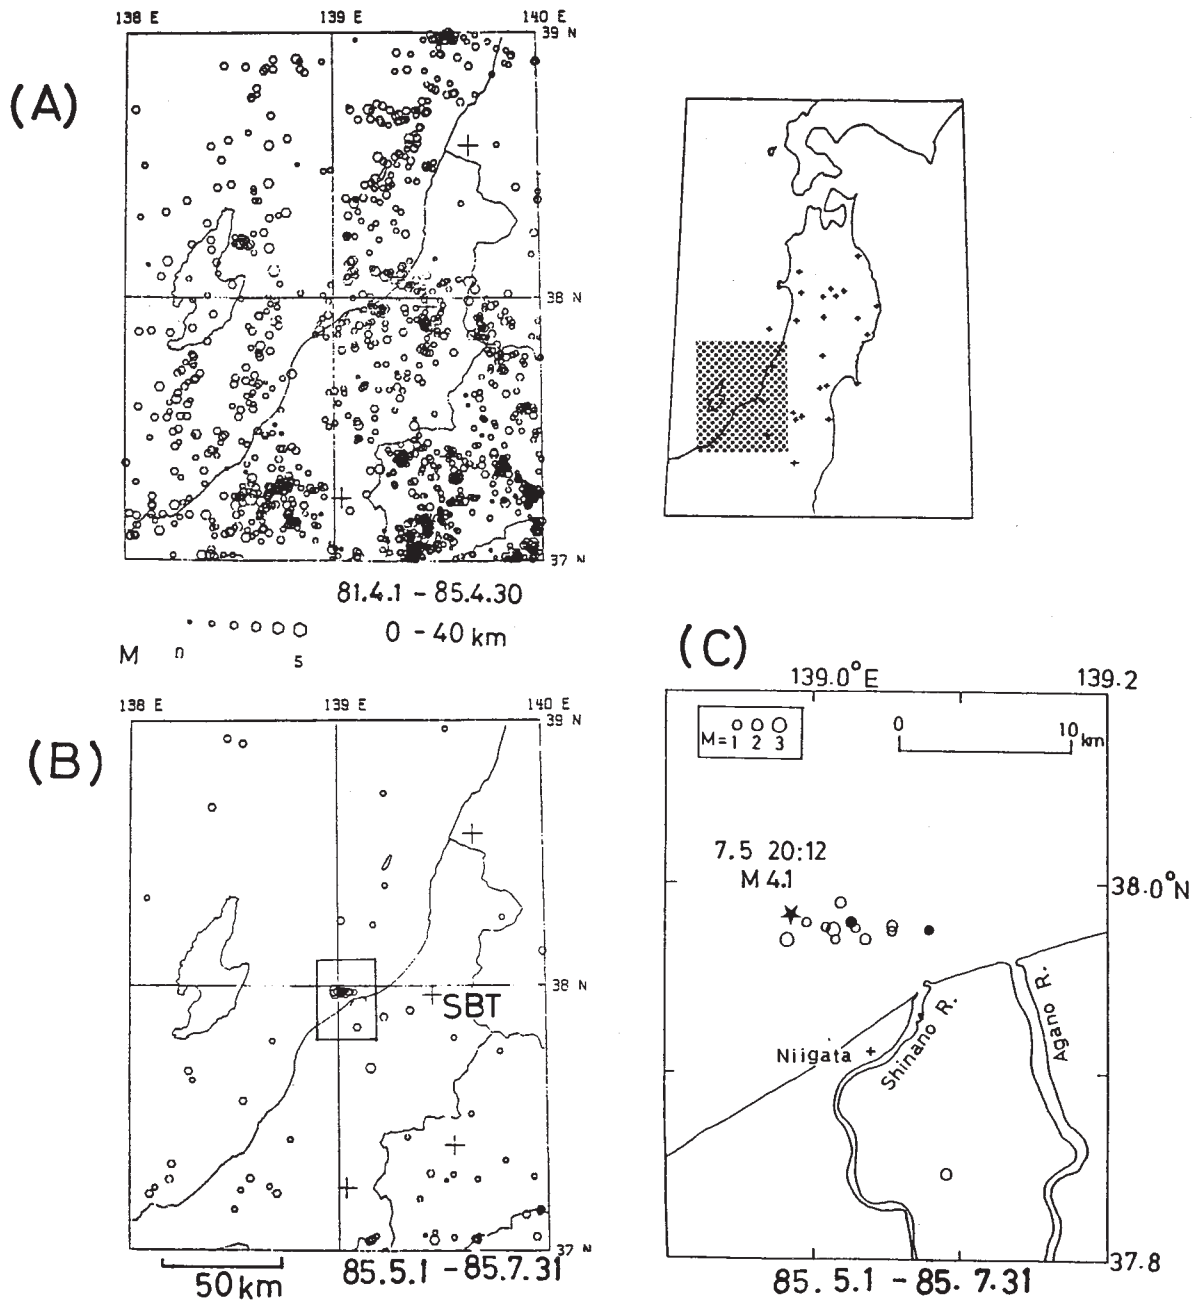 138 E 139 E 140 E
39 N
(A)
38 N
37 N
81.4.1 - 85.4.30
0 - 40 km
M 0 5
138 E 139 E 140 E
39 N
(B)
38 N
SBT
37 N
50 km
85.5.1 - 85.7.31
(C)
139.0°E 139.2
M= 1 2 3
0 10 km
7.5 20:12
M 4.1
38.0°N
Niigata
Shinano R.
Agano R.
37.8
85.5.1 - 85.7.31